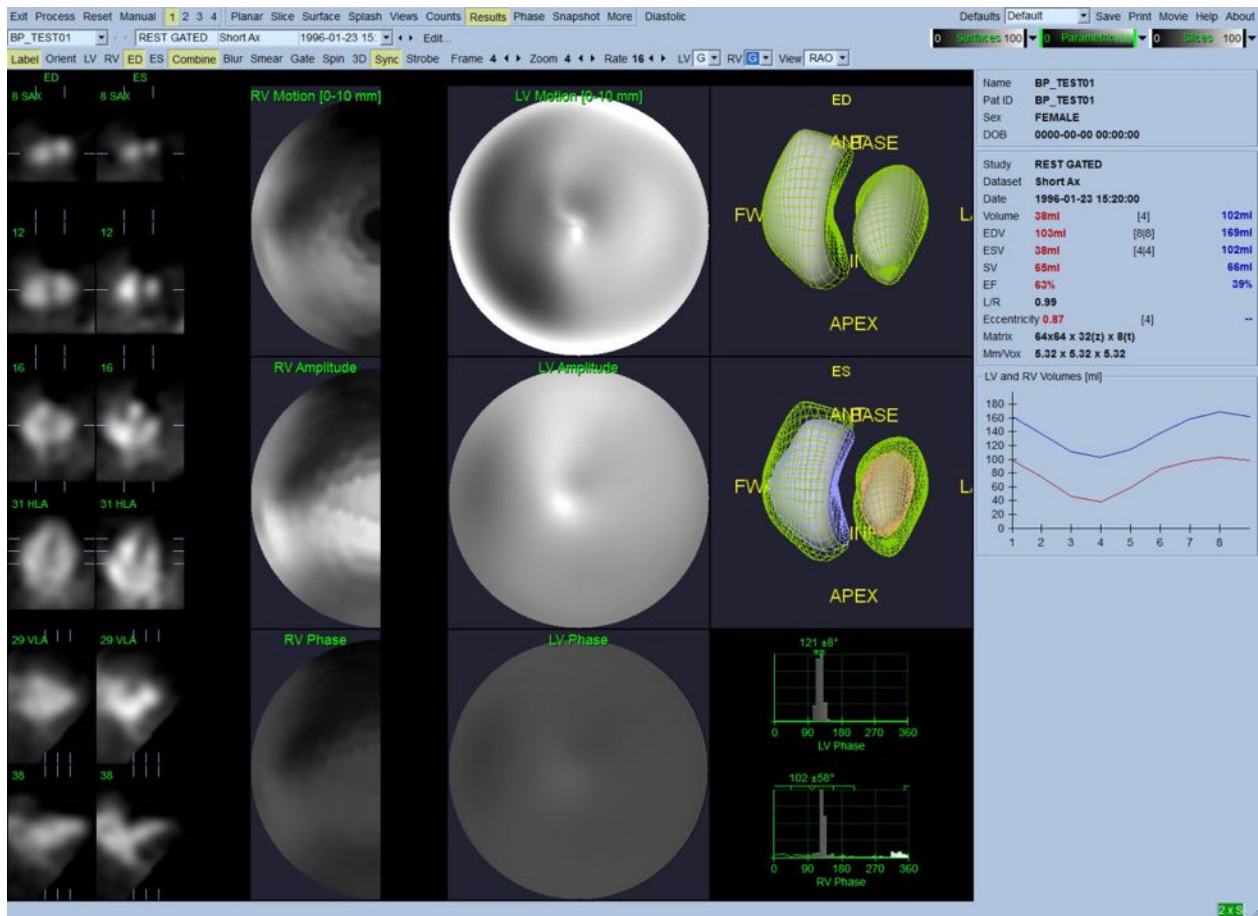 Exit Process Reset Manual 1 2 3 4 Planar Slice Surface Splash Views Counts Results Phase Snapshot More Diastolic Defaults Default Save Print Movie Help About
BP_TEST01 REST GATED Short Ax 1996-01-23 15: Edit... 0 Surfaces 100 0 Parametric 0 Slices 100
Label Orient LV RV ED ES Combine Blur Smear Gate Spin 3D Sync Strobe Frame 4 Zoom 4 Rate 16 LV G RV G View RAO
ED ES
8 SAX 8 SAX
12 12
16 16
31 HLA 31 HLA
29 VLA 29 VLA
38 38
RV Motion [0-10 mm] LV Motion [0-10 mm]
RV Amplitude LV Amplitude
RV Phase LV Phase
ED
ANT BASE
FW
APEX
ES
ANT BASE
FW
INF
APEX
121 ±8°
0 90 180 270 360
LV Phase
102 ±58°
0 90 180 270 360
RV Phase
Name BP_TEST01
Pat ID BP_TEST01
Sex FEMALE
DOB 0000-00-00 00:00:00
Study REST GATED
Dataset Short Ax
Date 1996-01-23 15:20:00
Volume 38ml [4] 102ml
EDV 103ml [8|8] 169ml
ESV 38ml [4|4] 102ml
SV 65ml 66ml
EF 63% 39%
L/R 0.99
Eccentricity 0.87 [4] --
Matrix 64x64 x 32(z) x 8(t)
Mm/Vox 5.32 x 5.32 x 5.32
LV and RV Volumes [ml]
180
160
140
120
100
80
60
40
20
0
1 2 3 4 5 6 7 8
2 x S